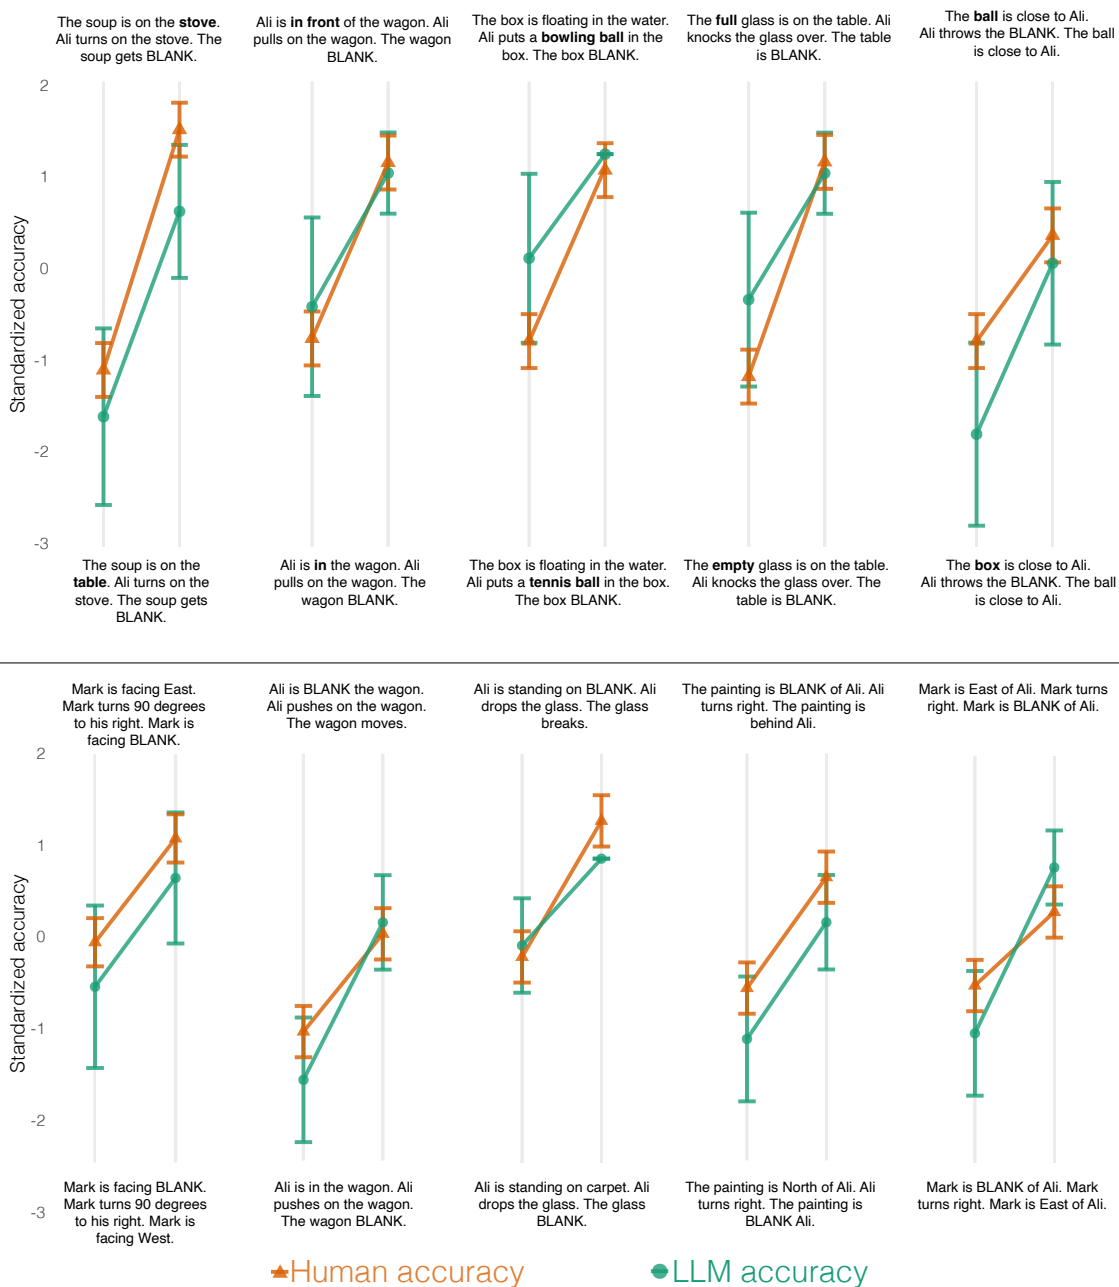 The soup is on the stove.
Ali turns on the stove. The
soup gets BLANK.
Ali is in front of the wagon. Ali
pulls on the wagon. The wagon
BLANK.
The box is floating in the water.
Ali puts a bowling ball in the
box. The box BLANK.
The full glass is on the table. Ali
knocks the glass over. The table
is BLANK.
The ball is close to Ali.
Ali throws the BLANK. The ball
is close to Ali.
Standardized accuracy
2
1
0
-1
-2
-3
The soup is on the
table. Ali turns on the
stove. The soup gets
BLANK.
Ali is in the wagon. Ali
pulls on the wagon. The
wagon BLANK.
The box is floating in the water.
Ali puts a tennis ball in the box.
The box BLANK.
The empty glass is on the table.
Ali knocks the glass over. The
table is BLANK.
The box is close to Ali.
Ali throws the BLANK. The ball
is close to Ali.
Mark is facing East.
Mark turns 90 degrees
to his right. Mark is
facing BLANK.
Ali is BLANK the wagon.
Ali pushes on the wagon.
The wagon moves.
Ali is standing on BLANK. Ali
drops the glass. The glass
breaks.
The painting is BLANK of Ali. Ali
turns right. The painting is
behind Ali.
Mark is East of Ali. Mark turns
right. Mark is BLANK of Ali.
Standardized accuracy
2
1
0
-1
-2
-3
Mark is facing BLANK.
Mark turns 90 degrees
to his right. Mark is
facing West.
Ali is in the wagon. Ali
pushes on the wagon.
The wagon BLANK.
Ali is standing on carpet. Ali
drops the glass. The glass
BLANK.
The painting is North of Ali. Ali
turns right. The painting is
BLANK Ali.
Mark is BLANK of Ali. Mark
turns right. Mark is East of Ali.
Human accuracy
LLM accuracy